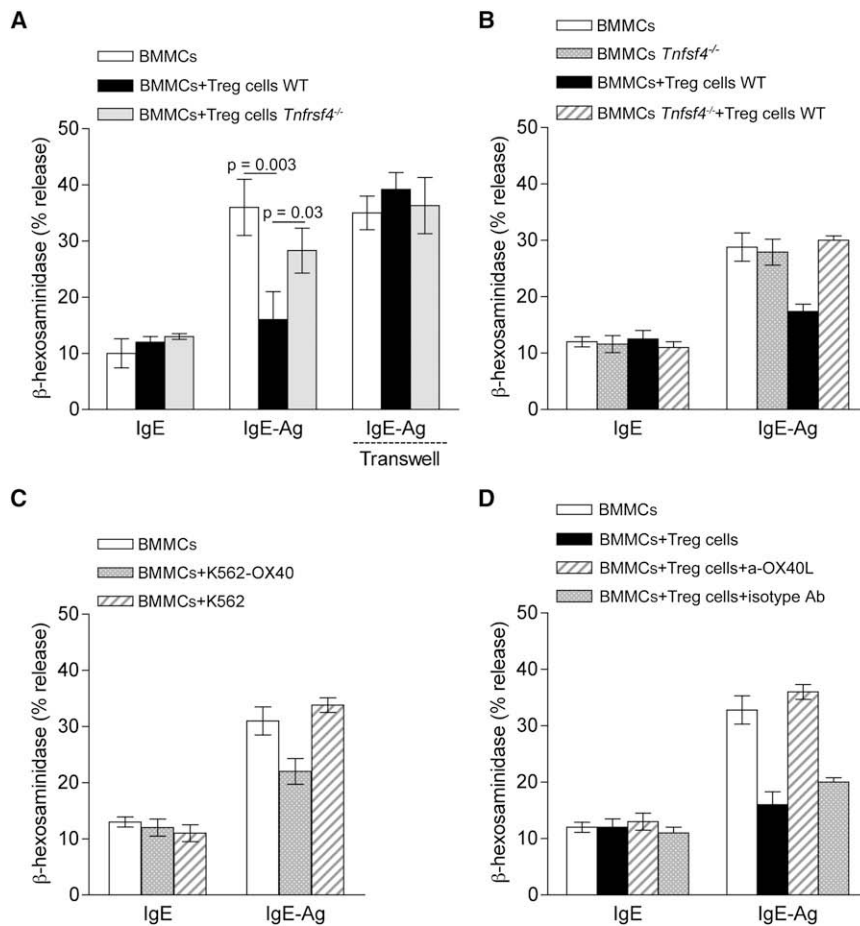 A
BMMCs
BMMCs+Treg cells WT
BMMCs+Treg cells Tnfrsf4-/-
β-hexosaminidase (% release)
50
40
30
20
10
0
p = 0.003
p = 0.03
IgE
IgE-Ag
IgE-Ag
Transwell
B
BMMCs
BMMCs Tnfsf4-/-
BMMCs+Treg cells WT
BMMCs Tnfsf4-/-+Treg cells WT
β-hexosaminidase (% release)
50
40
30
20
10
0
IgE
IgE-Ag
C
BMMCs
BMMCs+K562-OX40
BMMCs+K562
β-hexosaminidase (% release)
50
40
30
20
10
0
IgE
IgE-Ag
D
BMMCs
BMMCs+Treg cells
BMMCs+Treg cells+a-OX40L
BMMCs+Treg cells+isotype Ab
β-hexosaminidase (% release)
50
40
30
20
10
0
IgE
IgE-Ag